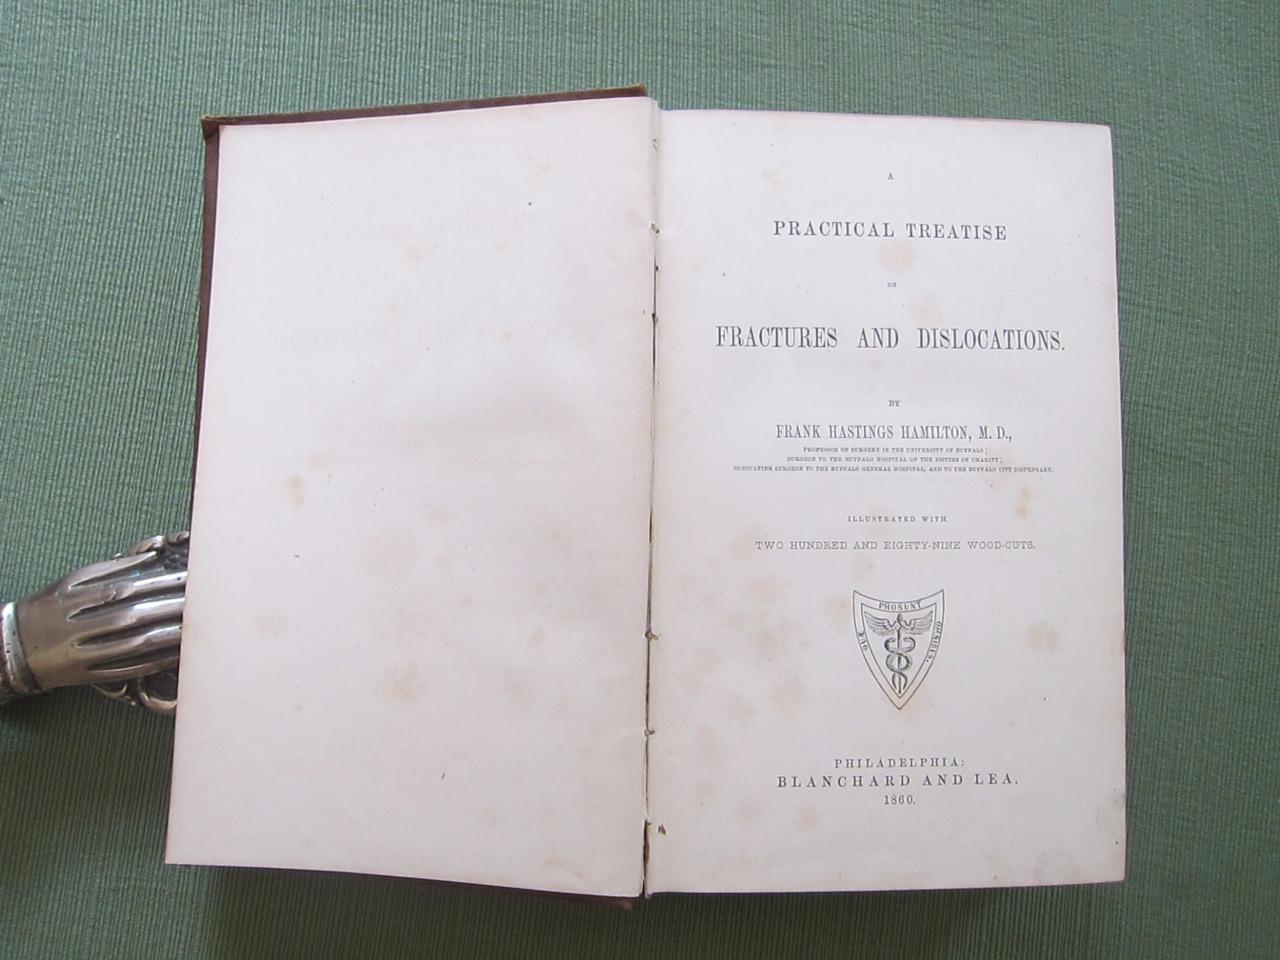 A
PRACTICAL TREATISE
ON
FRACTURES AND DISLOCATIONS.
BY
FRANK HASTINGS HAMILTON, M. D.,
PROFESSOR OF SURGERY IN THE UNIVERSITY OF BUFFALO;
SURGEON TO THE BUFFALO HOSPITAL OF THE SISTERS OF CHARITY;
CONSULTING SURGEON TO THE BUFFALO GENERAL HOSPITAL, AND TO THE BUFFALO CITY DISPENSARY.
ILLUSTRATED WITH
TWO HUNDRED AND EIGHTY-NINE WOOD-CUTS.
QUÆ
PROSUNT
OMNIBUS.
PHILADELPHIA:
BLANCHARD AND LEA.
1860.